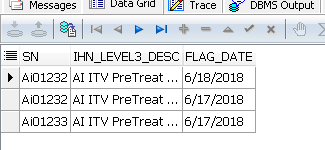 Messages Data Grid Trace DBMS Output
SN IHN_LEVEL3_DESC FLAG_DATE
Ai01232 AI ITV PreTreat ... 6/18/2018
Ai01232 AI ITV PreTreat ... 6/17/2018
Ai01233 AI ITV PreTreat ... 6/17/2018